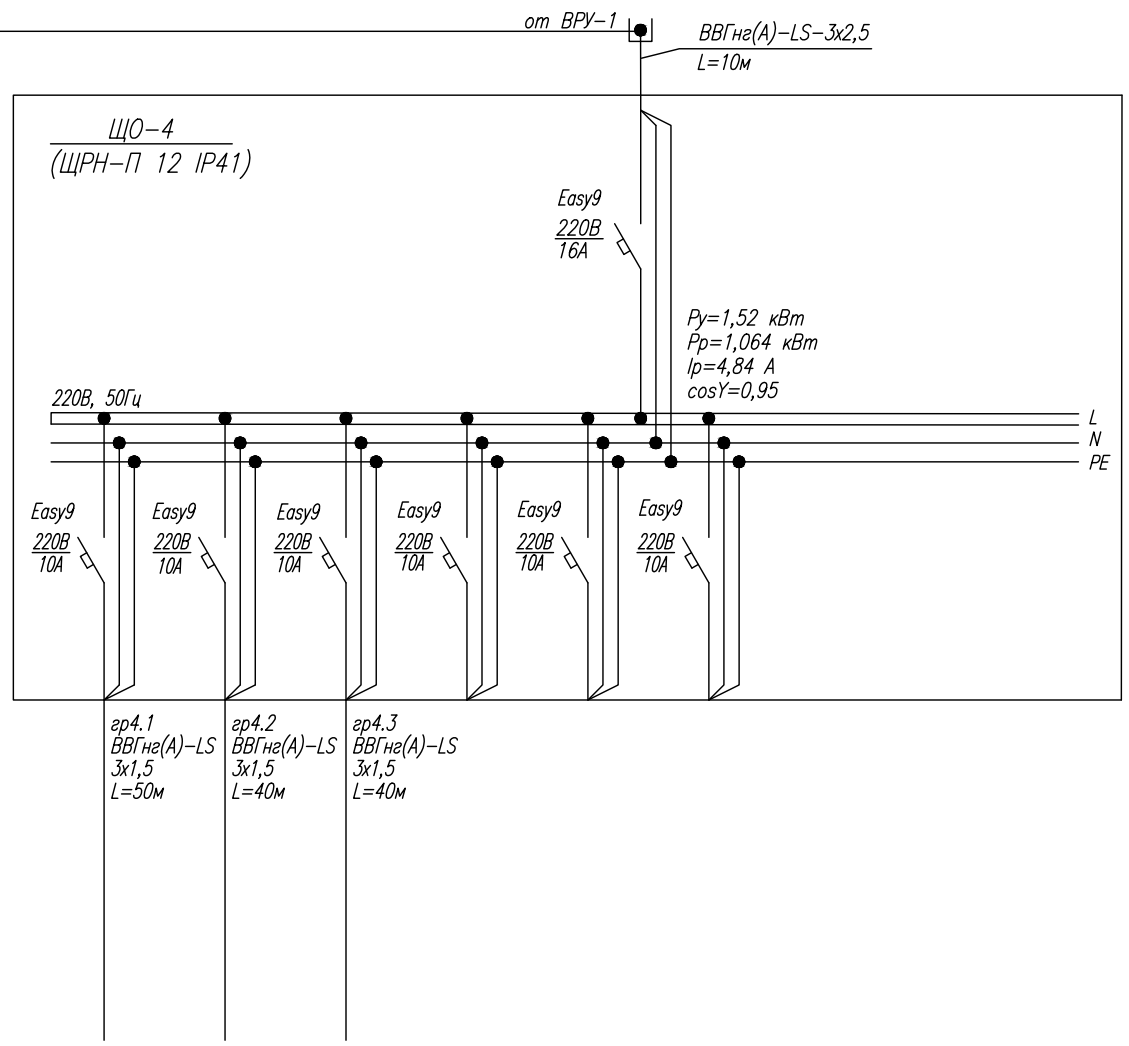 от ВРУ-1
ВВГнг(А)-LS-3х2,5
L=10м
ЩО-4
(ЩРН-П 12 IP41)
Easy9
220В
16А
Ру=1,52 кВт
Рр=1,064 кВт
Iр=4,84 А
cosY=0,95
220В, 50Гц
L
N
PE
Easy9
220В
10А
Easy9
220В
10А
Easy9
220В
10А
Easy9
220В
10А
Easy9
220В
10А
Easy9
220В
10А
гр4.1
ВВГнг(А)-LS
3х1,5
L=50м
гр4.2
ВВГнг(А)-LS
3х1,5
L=40м
гр4.3
ВВГнг(А)-LS
3х1,5
L=40м